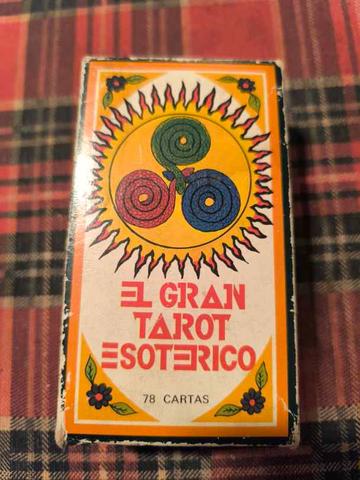 EL GRAN
TAROT
ESOTERICO
78 CARTAS